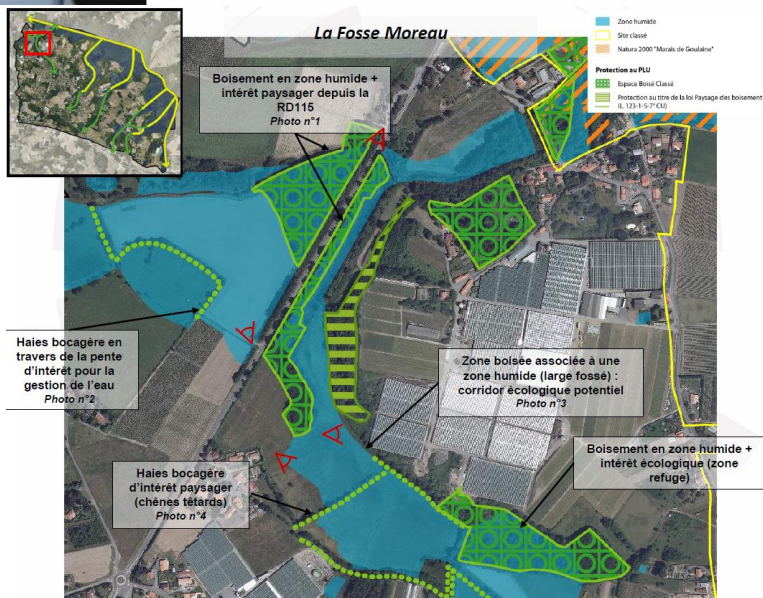 La Fosse Moreau
Zone humide
Site classé
Natura 2000 "Marais de Goulaine"
Protection au PLU
Espace Boisé Classé
Protection au titre de la loi Paysage des boisement
(L. 123-1-5-7° CU)
Boisement en zone humide +
intérêt paysager depuis la
RD115
Photo n°1
Haies bocagère en
travers de la pente
d'intérêt pour la
gestion de l'eau
Photo n°2
Zone boisée associée à une
zone humide (large fossé) :
corridor écologique potentiel
Photo n°3
Boisement en zone humide +
intérêt écologique (zone
refuge)
Haies bocagère
d'intérêt paysager
(chênes têtards)
Photo n°4